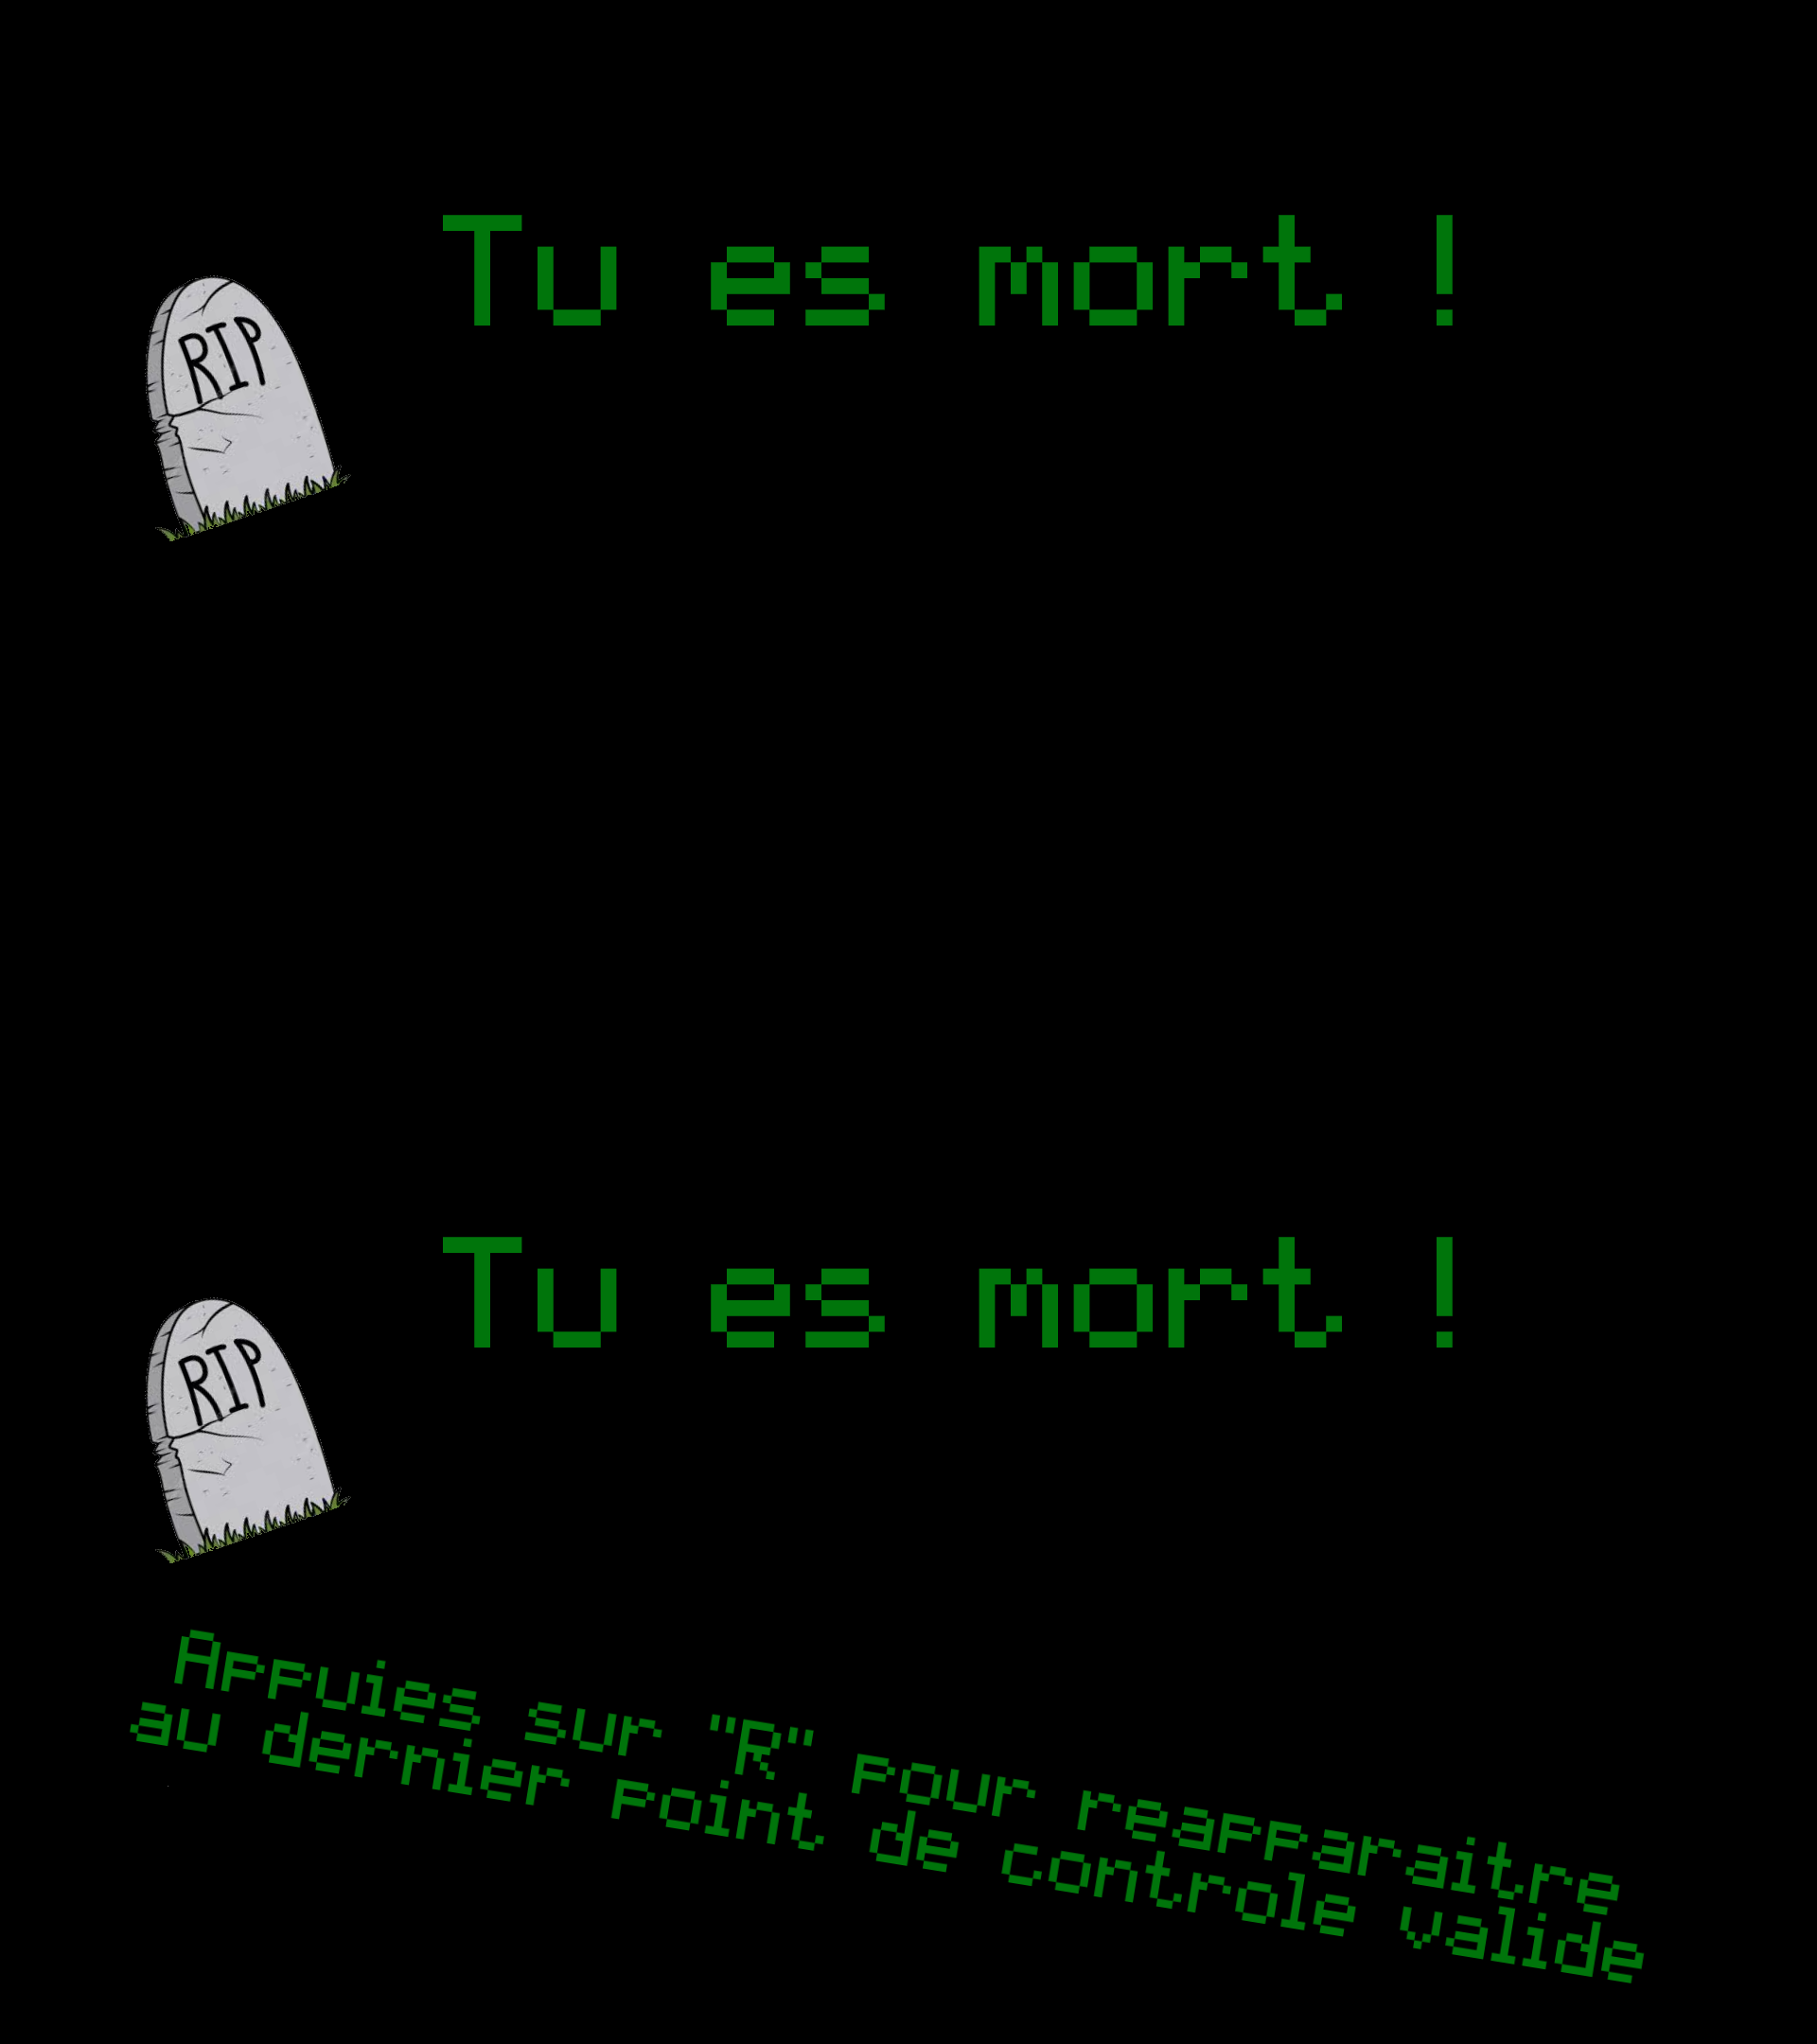 Tu es mort !
RIP
Tu es mort !
RIP
Appuies sur "R" pour reapparaitre
au dernier point de controle valide